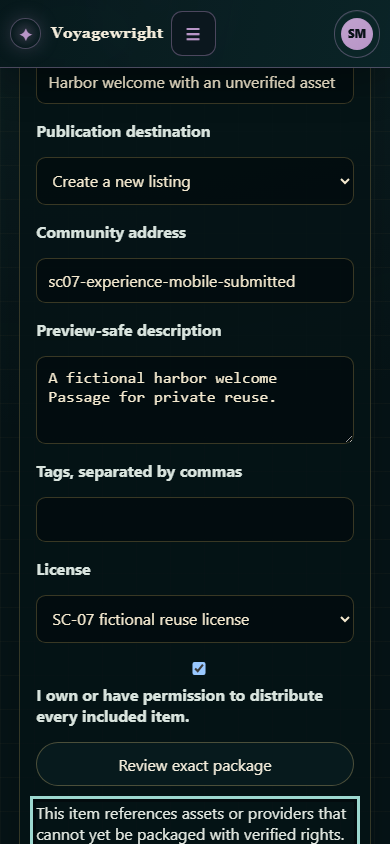 Voyagewright
SM
Harbor welcome with an unverified asset
Publication destination
Create a new listing
Community address
sc07-experience-mobile-submitted
Preview-safe description
A fictional harbor welcome
Passage for private reuse.
Tags, separated by commas
License
SC-07 fictional reuse license
I own or have permission to distribute
every included item.
Review exact package
This item references assets or providers that
cannot yet be packaged with verified rights.